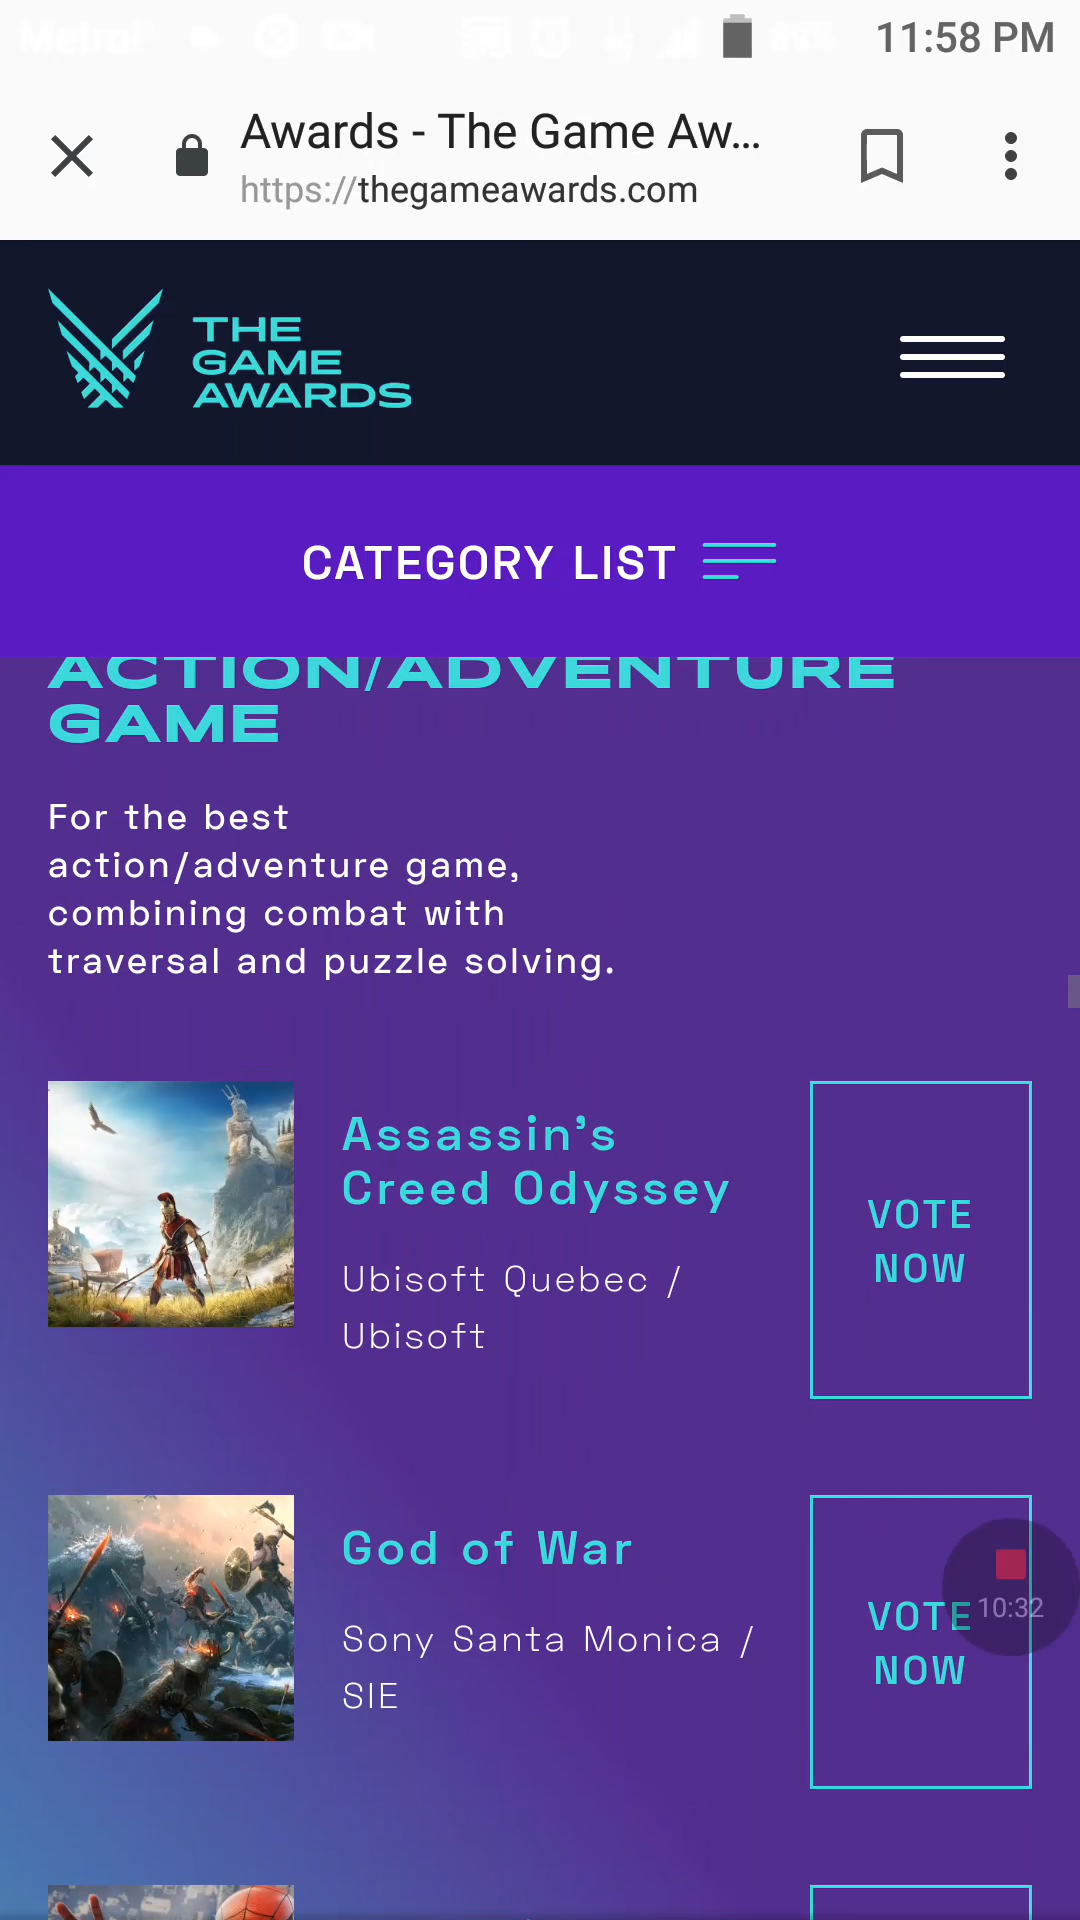 11:58 PM
Awards - The Game Aw...
https://thegameawards.com
THE
GAME
AWARDS
CATEGORY LIST
ACTION/ADVENTURE
GAME
For the best
action/adventure game,
combining combat with
traversal and puzzle solving.
Assassin's
Creed Odyssey
Ubisoft Quebec /
Ubisoft
VOTE
NOW
God of War
Sony Santa Monica /
SIE
VOTE
NOW
10:32